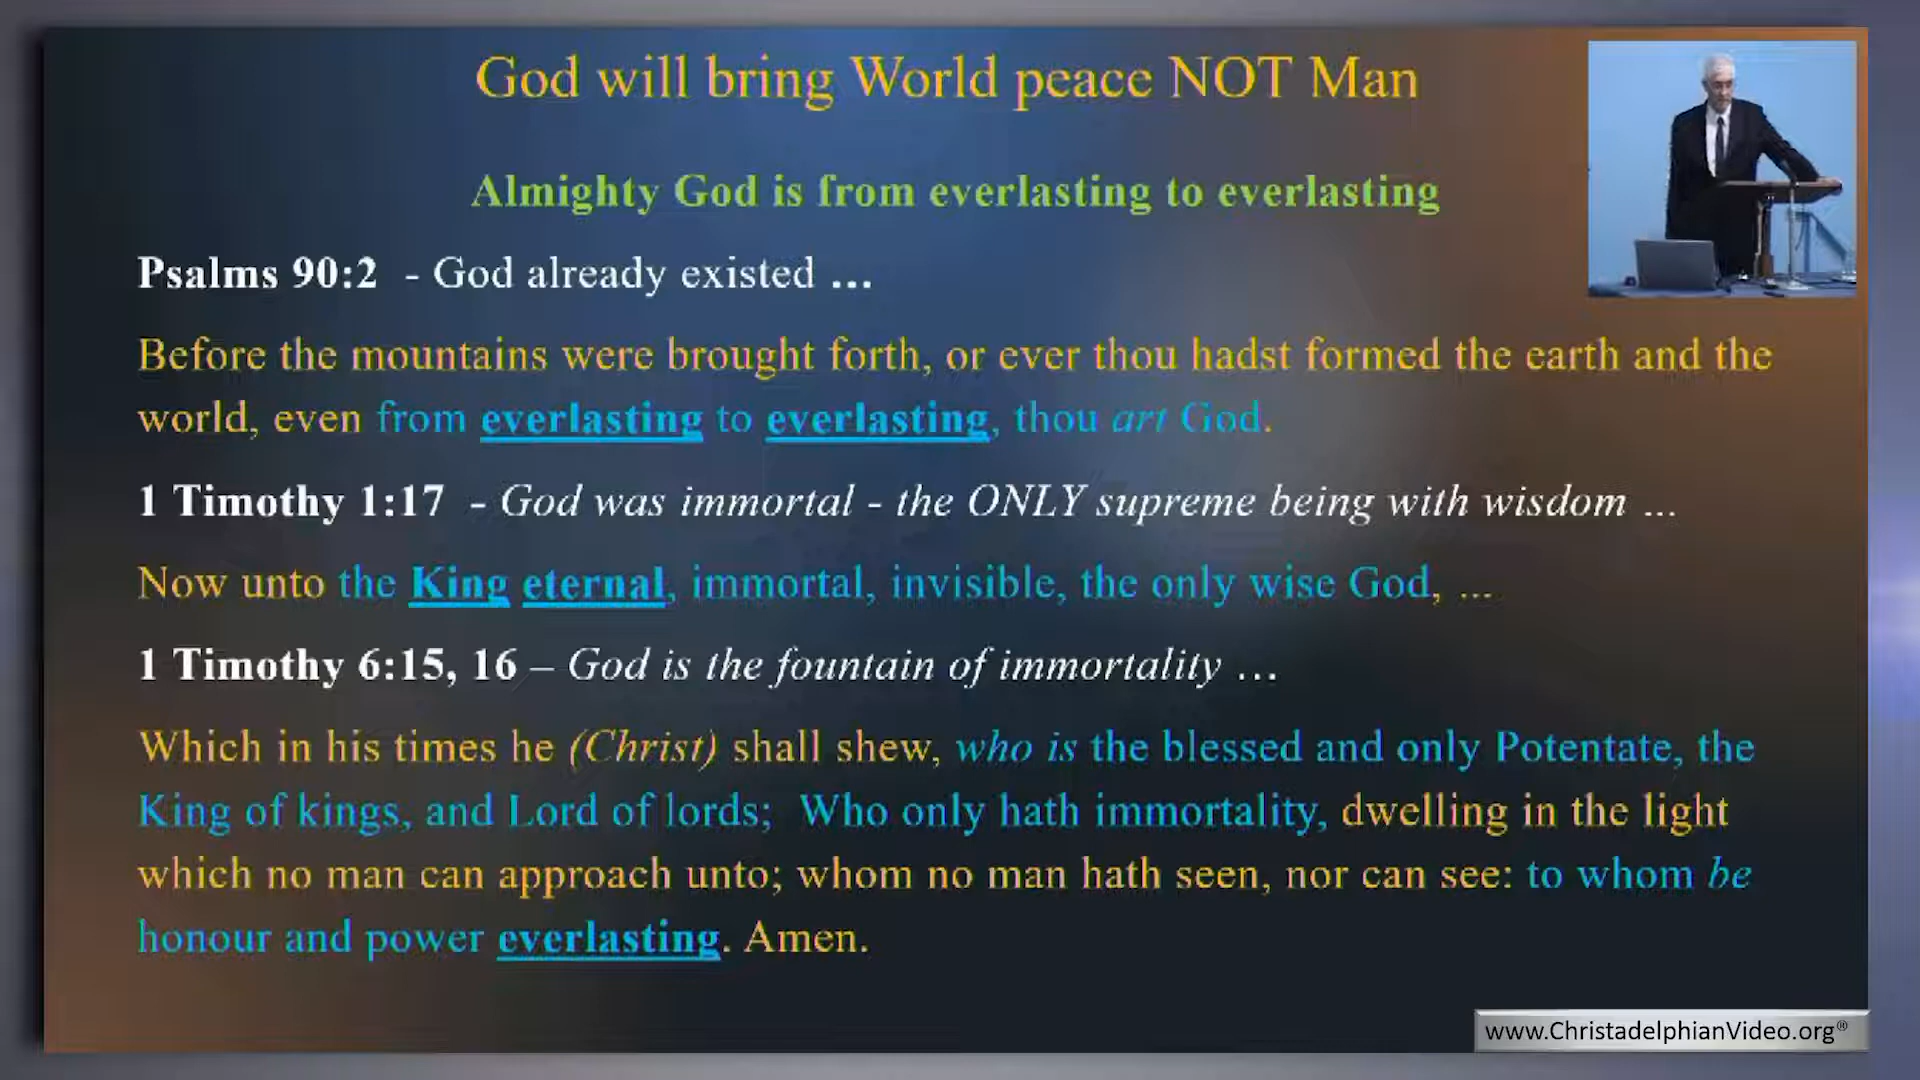 God will bring World peace NOT Man
Almighty God is from everlasting to everlasting
Psalms 90:2 - God already existed ...
Before the mountains were brought forth, or ever thou hadst formed the earth and the
world, even from everlasting to everlasting, thou art God.
1 Timothy 1:17 - God was immortal - the ONLY supreme being with wisdom ...
Now unto the King eternal, immortal, invisible, the only wise God, ...
1 Timothy 6:15, 16 – God is the fountain of immortality ...
Which in his times he (Christ) shall shew, who is the blessed and only Potentate, the
King of kings, and Lord of lords; Who only hath immortality, dwelling in the light
which no man can approach unto; whom no man hath seen, nor can see: to whom be
honour and power everlasting. Amen.
www.ChristadelphianVideo.org®